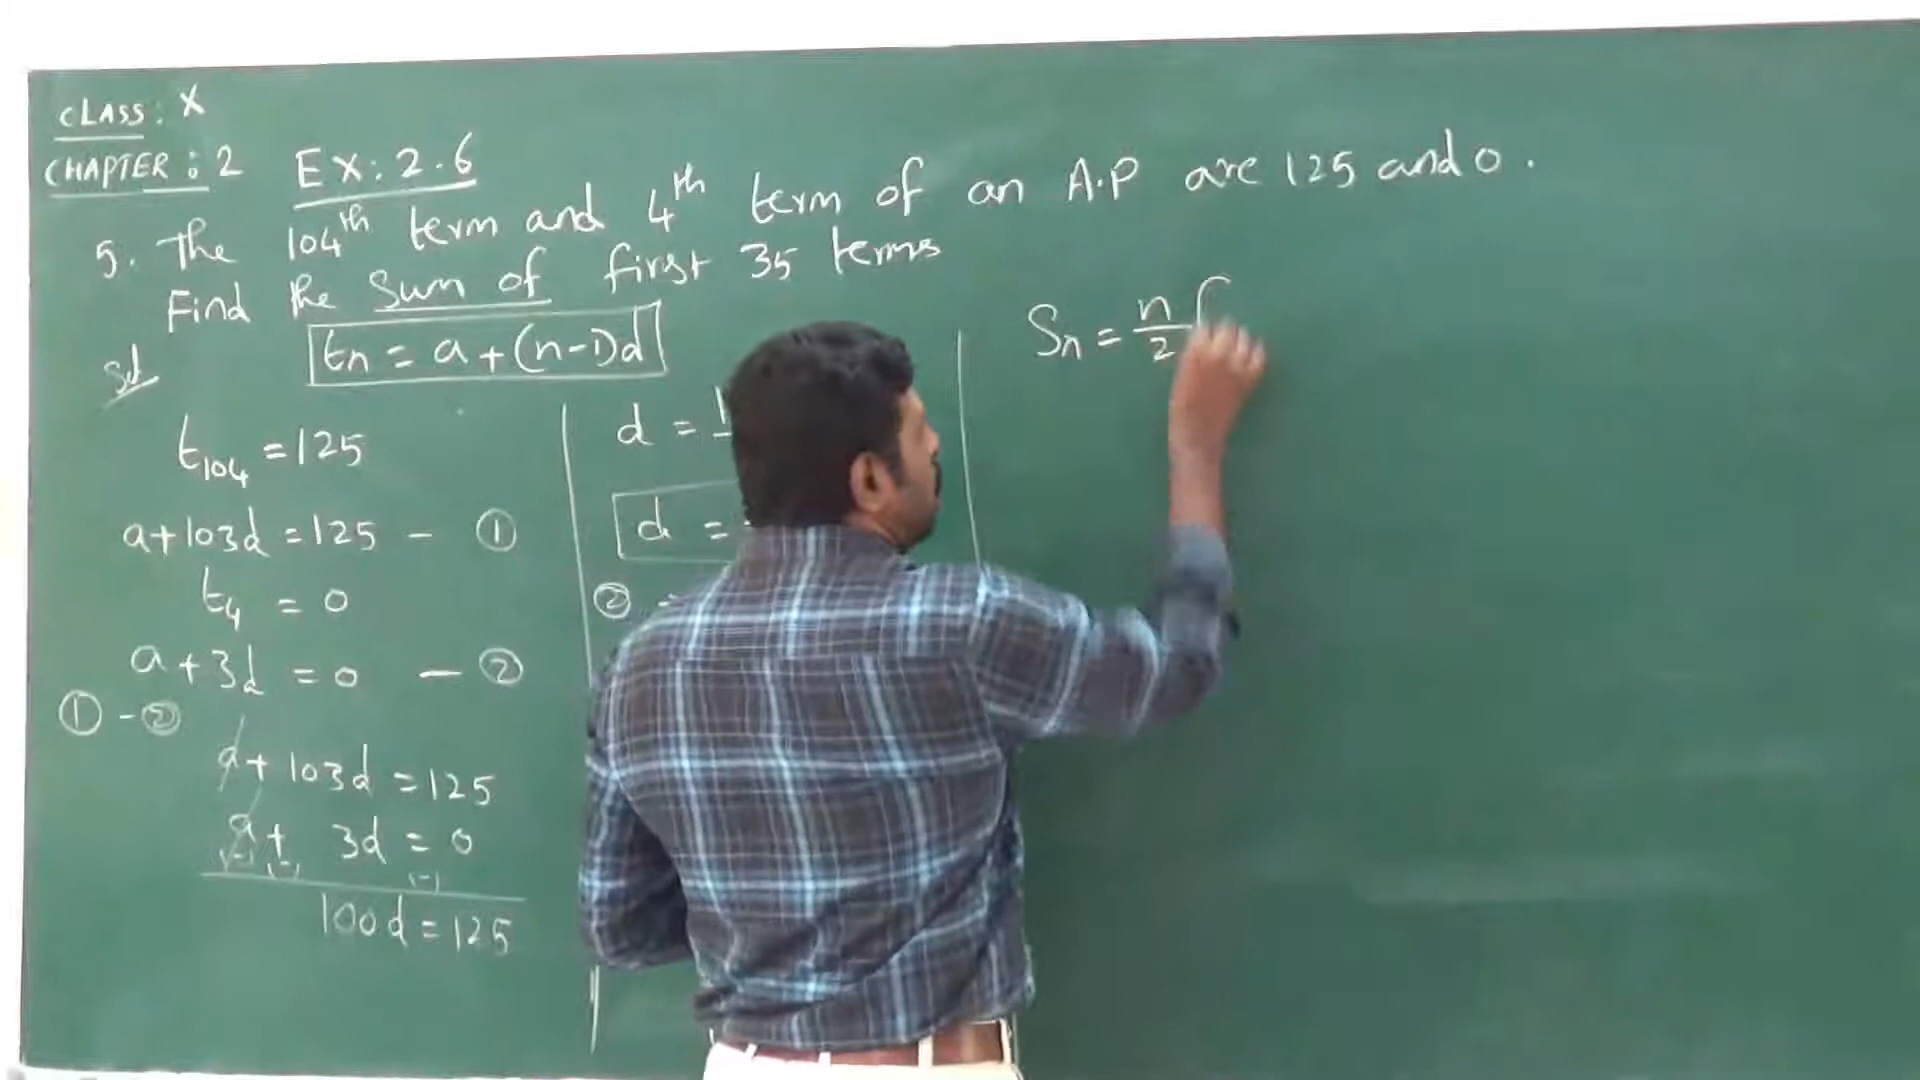 CLASS: X
CHAPTER: 2 EX: 2.6
5. The 104th term and 4th term of an A.P are 125 and 0.
Find the sum of first 35 terms
Sol
tn = a + (n-1)d
t104 = 125
a+103d = 125 - ①
t4 = 0
a + 3d = 0 - ②
① - ②
a + 103d = 125
a + 3d = 0
(-) (-) (-)
100d = 125
d =
d =
②
Sn = n/2 [